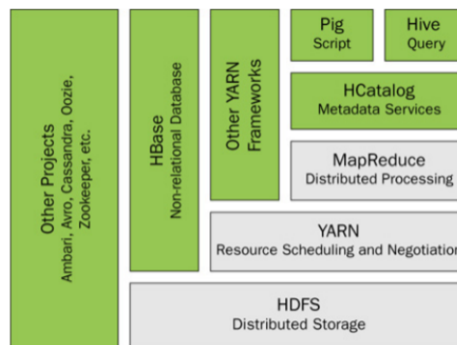 Other Projects
Ambari, Avro, Cassandra, Oozie,
Zookeeper, etc.
HBase
Non-relational Database
Other YARN
Frameworks
Pig
Script
Hive
Query
HCatalog
Metadata Services
MapReduce
Distributed Processing
YARN
Resource Scheduling and Negotiation
HDFS
Distributed Storage